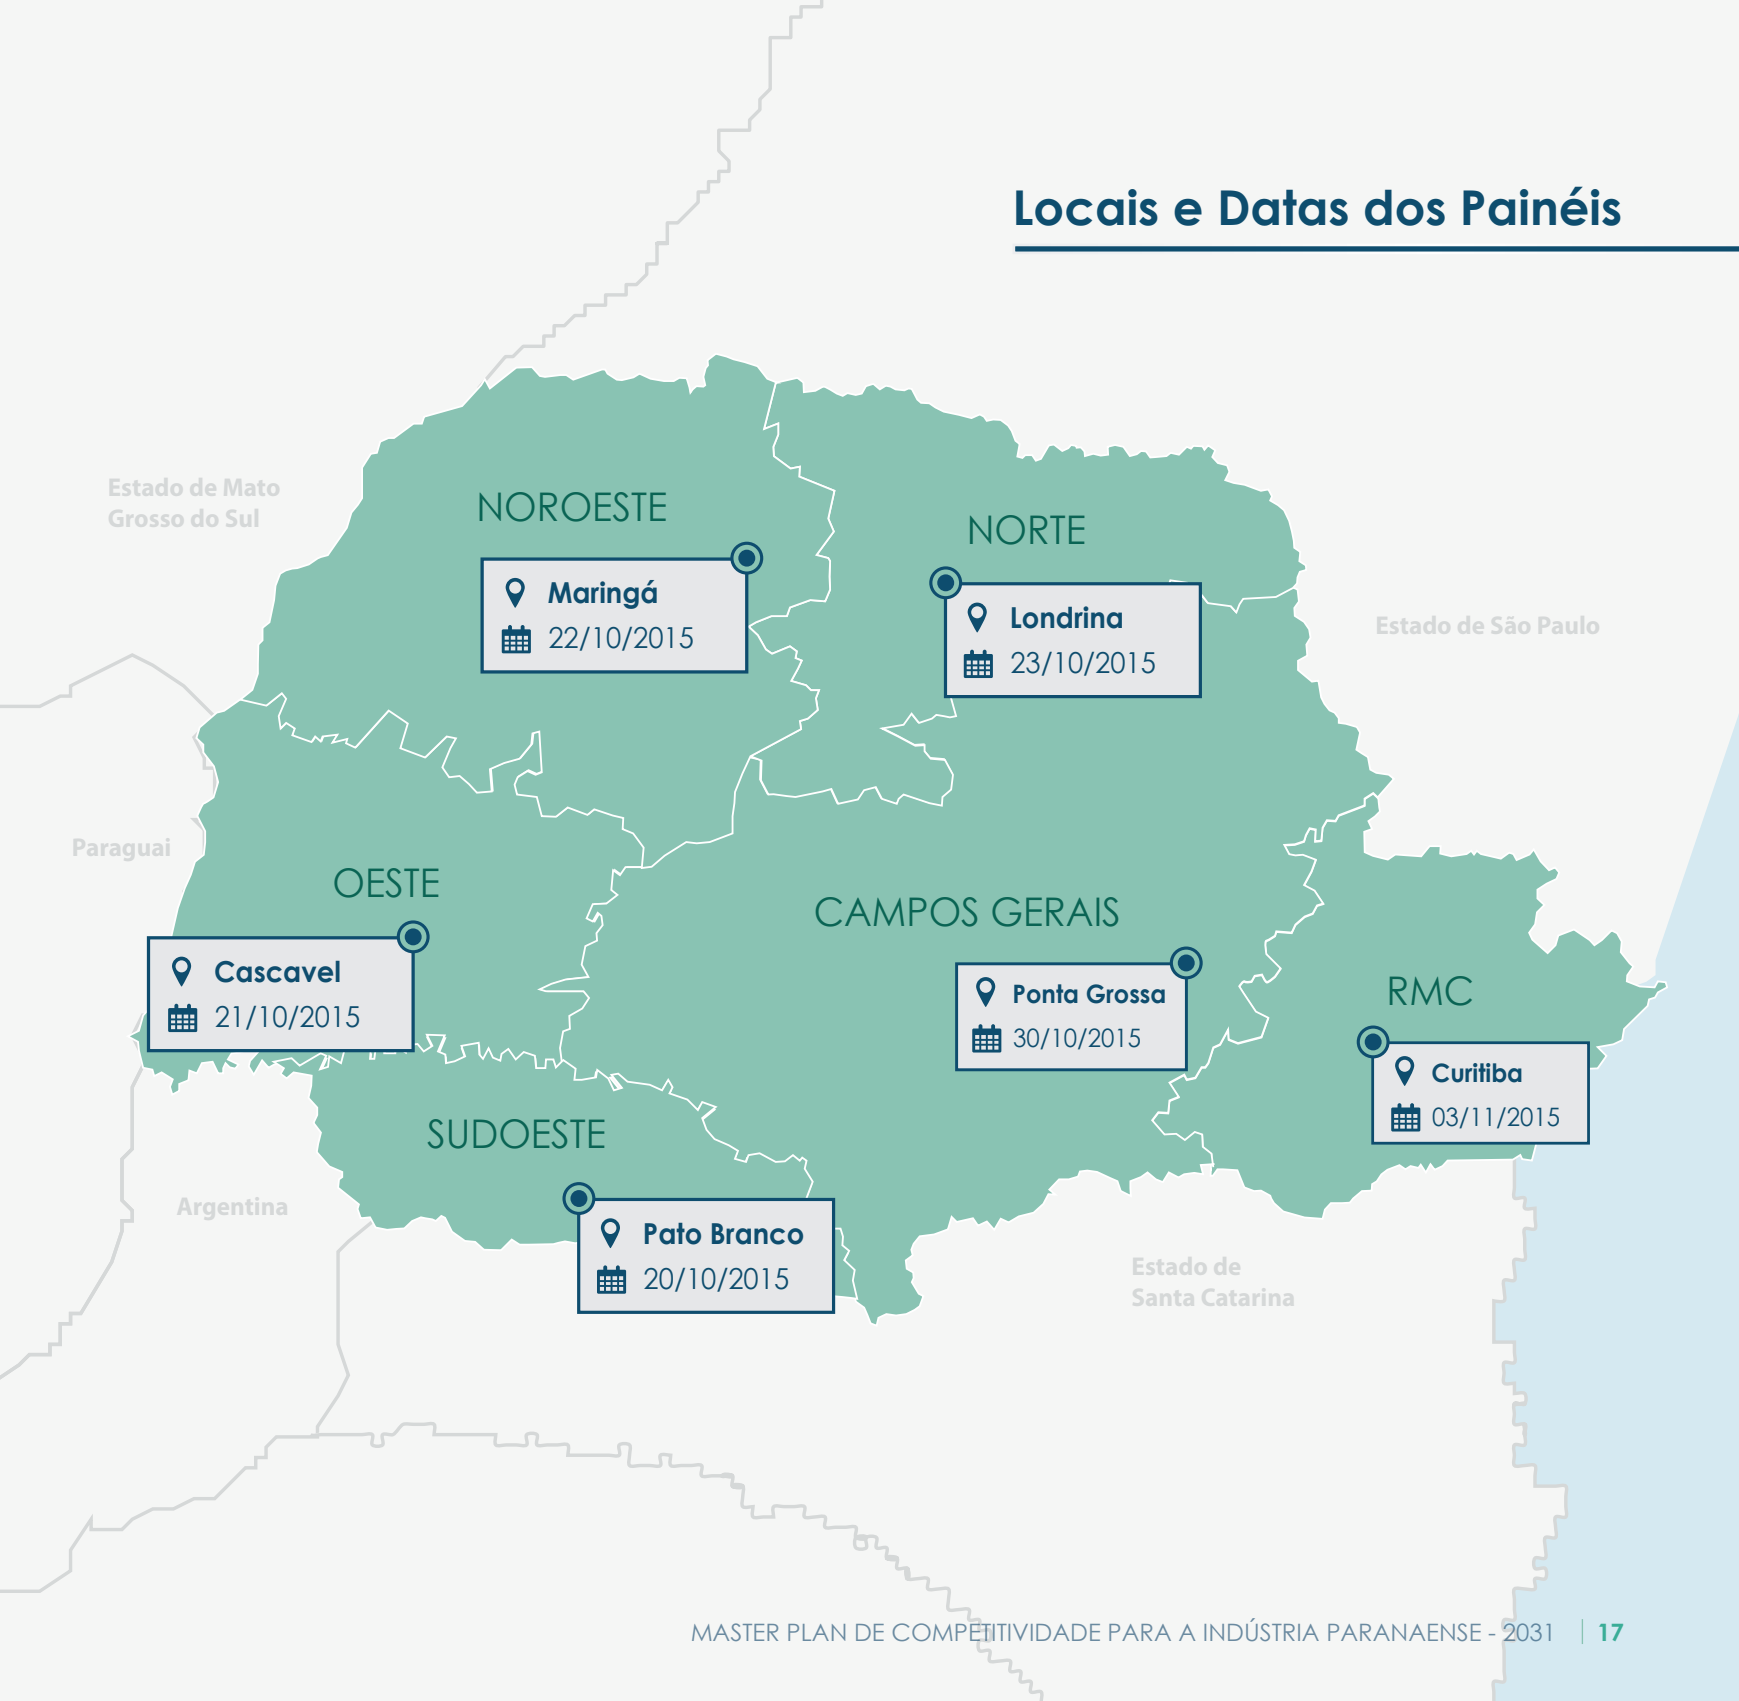 Locais e Datas dos Painéis
Estado de Mato
Grosso do Sul
NOROESTE
Maringá
22/10/2015
NORTE
Londrina
23/10/2015
Estado de São Paulo
Paraguai
OESTE
Cascavel
21/10/2015
CAMPOS GERAIS
Ponta Grossa
30/10/2015
RMC
Curitiba
03/11/2015
SUDOESTE
Pato Branco
20/10/2015
Argentina
Estado de
Santa Catarina
MASTER PLAN DE COMPETITIVIDADE PARA A INDÚSTRIA PARANAENSE - 2031 | 17